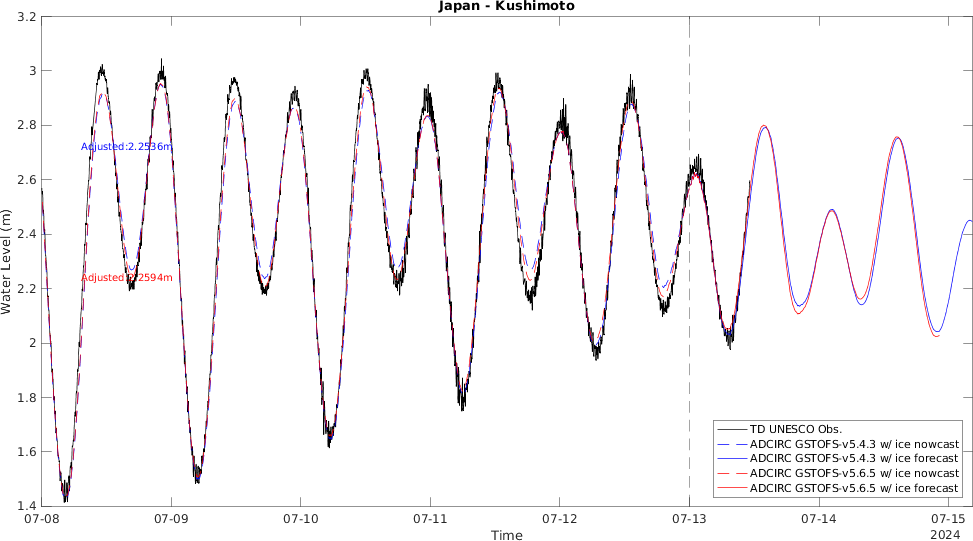 Japan - Kushimoto
3.2
3
2.8
2.6
2.4
2.2
2
1.8
1.6
1.4
Water Level (m)
Adjusted:2.2536m
Adjusted:2.2594m
TD UNESCO Obs.
ADCIRC GSTOFS-v5.4.3 w/ ice nowcast
ADCIRC GSTOFS-v5.4.3 w/ ice forecast
ADCIRC GSTOFS-v5.6.5 w/ ice nowcast
ADCIRC GSTOFS-v5.6.5 w/ ice forecast
07-08 07-09 07-10 07-11 07-12 07-13 07-14 07-15
Time
2024